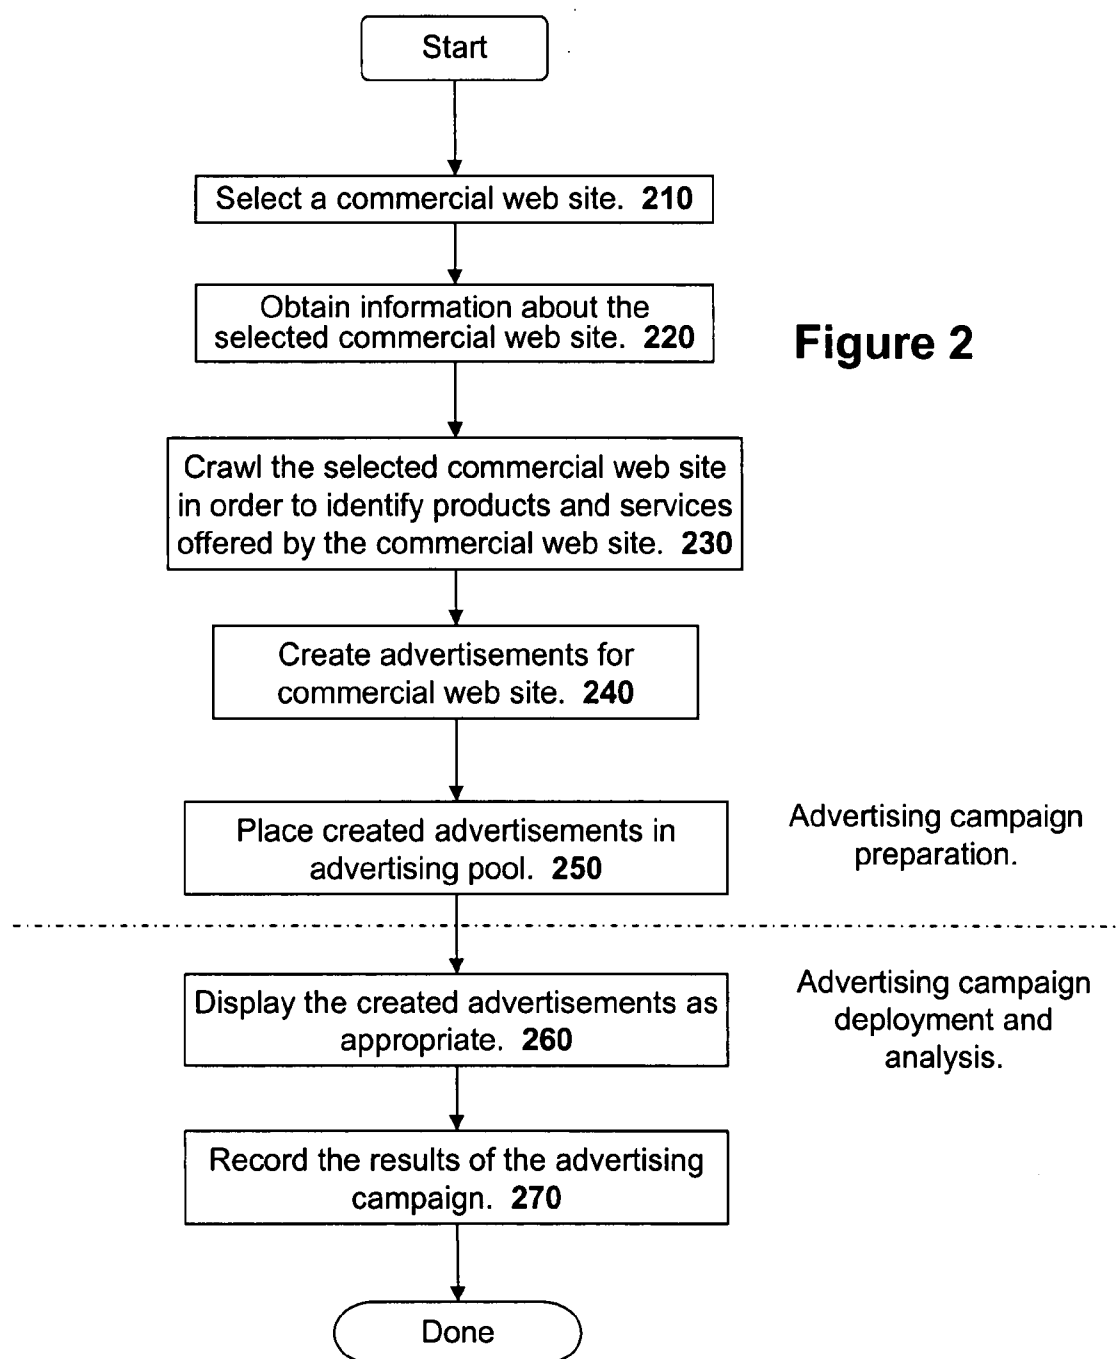 Start
Select a commercial web site. 210
Obtain information about the
selected commercial web site. 220
Figure 2
Crawl the selected commercial web site
in order to identify products and services
offered by the commercial web site. 230
Create advertisements for
commercial web site. 240
Place created advertisements in
advertising pool. 250
Advertising campaign
preparation.
Display the created advertisements as
appropriate. 260
Advertising campaign
deployment and
analysis.
Record the results of the advertising
campaign. 270
Done